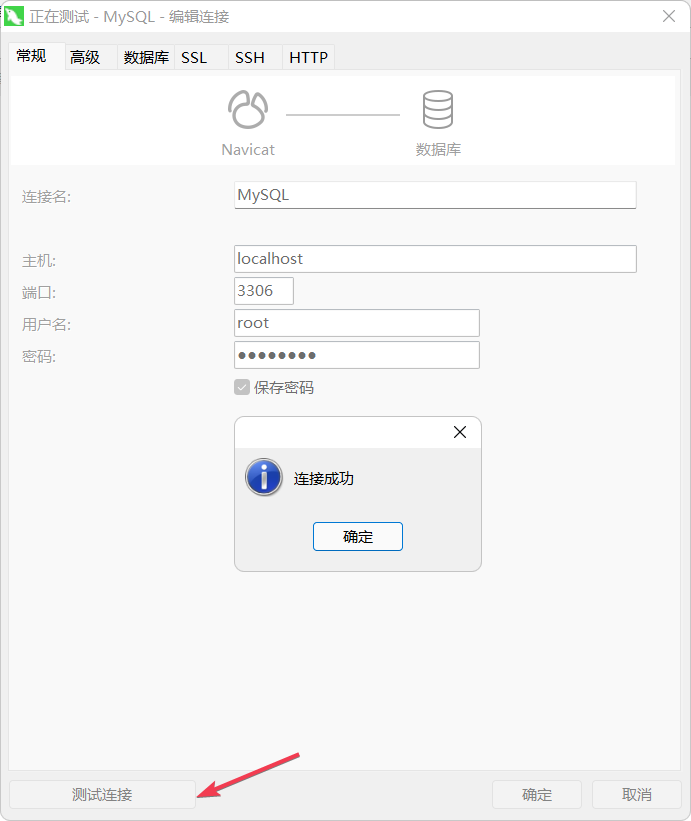 正在测试 - MySQL - 编辑连接
常规 高级 数据库 SSL SSH HTTP
Navicat 数据库
连接名: MySQL
主机: localhost
端口: 3306
用户名: root
密码: ●●●●●●●●
保存密码
连接成功
确定
测试连接 确定 取消